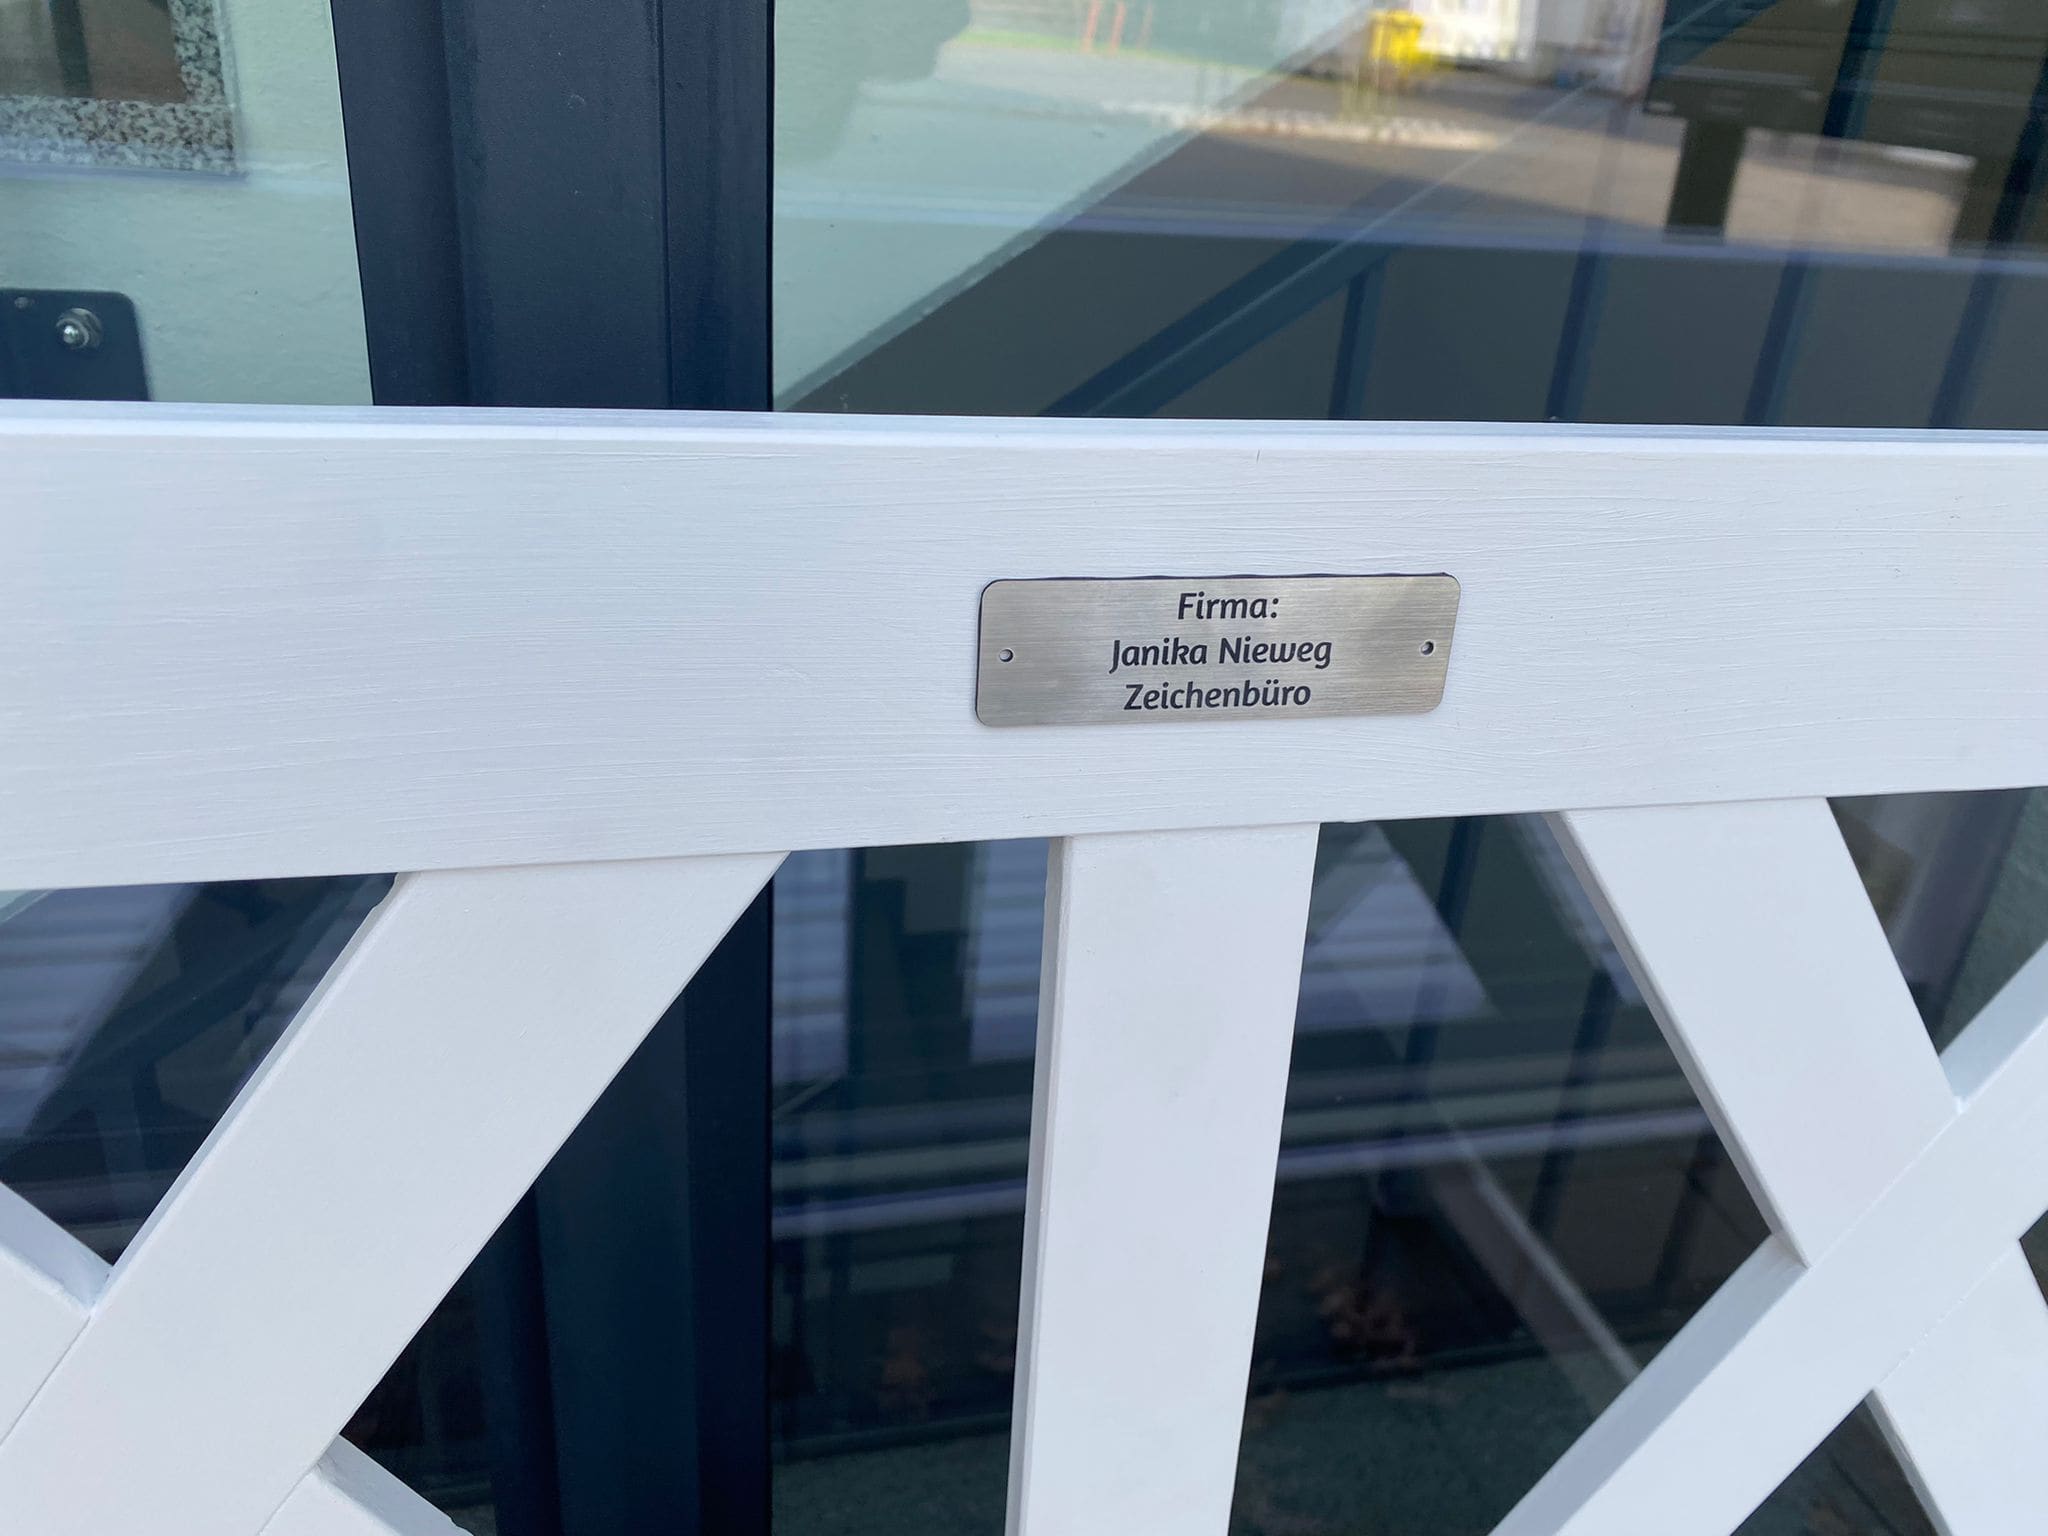 Firma:
Janika Nieweg
Zeichenbüro